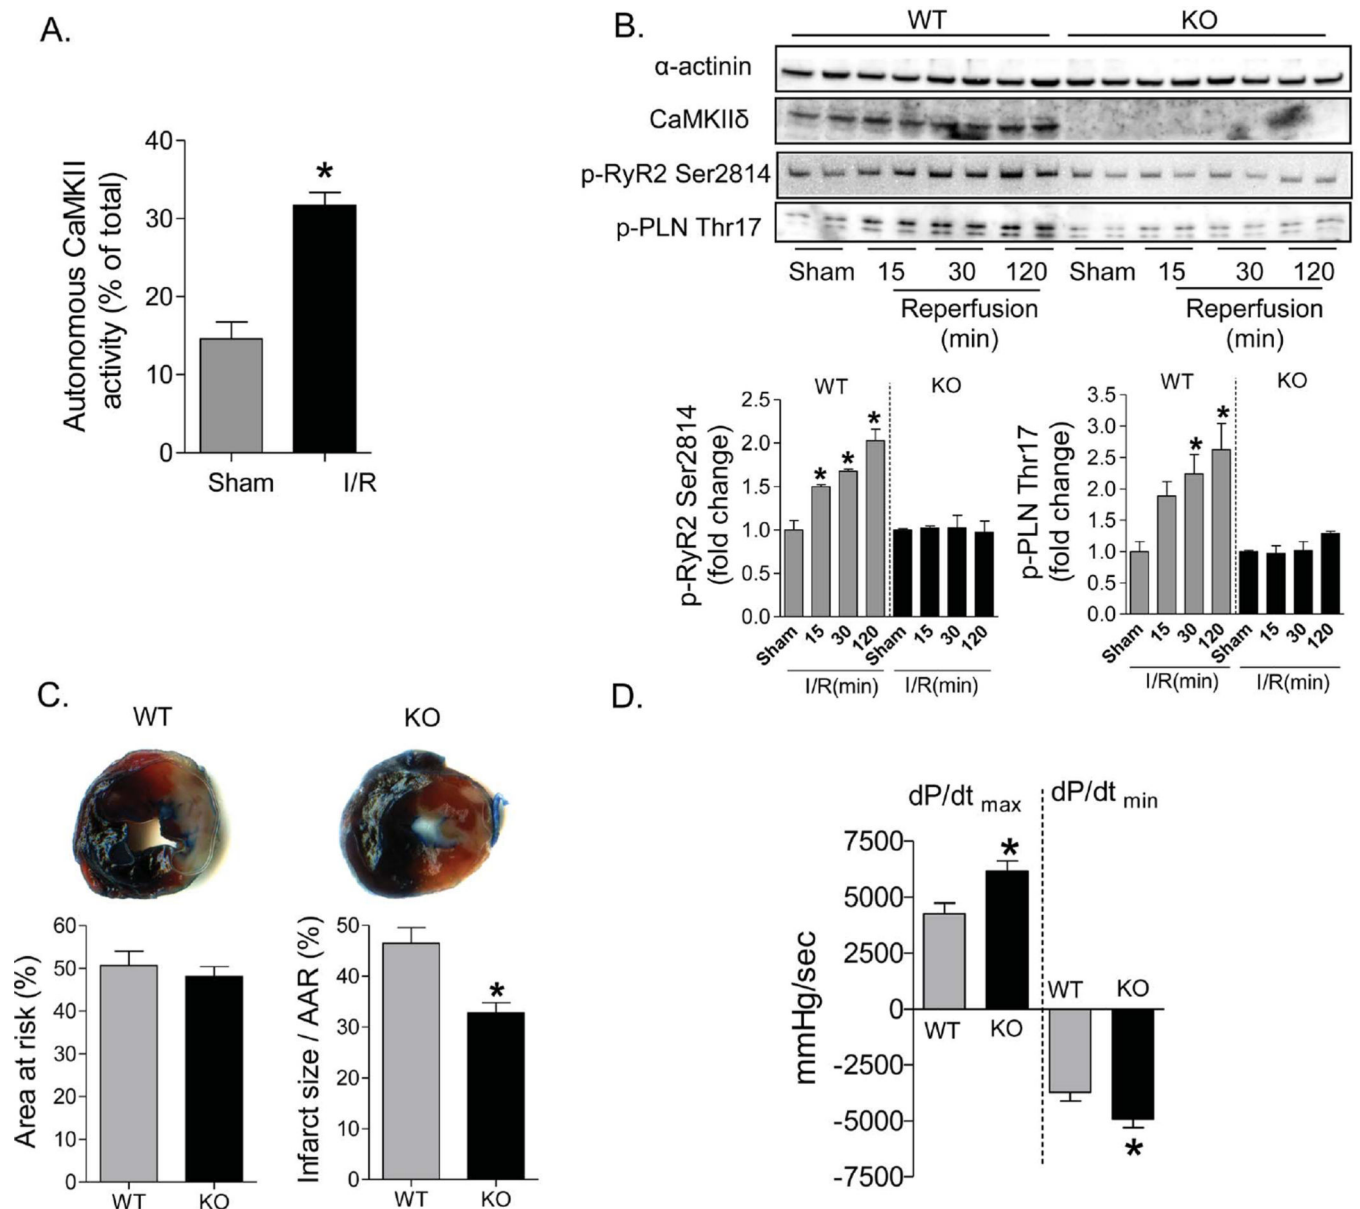 A.
Autonomous CaMKII
activity (% of total)
40
30
20
10
0
*
Sham I/R
B.
WT KO
α-actinin
CaMKIIδ
p-RyR2 Ser2814
p-PLN Thr17
Sham 15 30 120 Sham 15 30 120
Reperfusion Reperfusion
(min) (min)
p-RyR2 Ser2814
(fold change)
WT KO
2.5
2.0
1.5
1.0
0.5
0.0
* * *
Sham 15 30 120 Sham 15 30 120
I/R(min) I/R(min)
p-PLN Thr17
(fold change)
WT KO
3.5
3.0
2.5
2.0
1.5
1.0
0.5
0.0
* *
Sham 15 30 120 Sham 15 30 120
I/R(min) I/R(min)
C.
WT KO
Area at risk (%)
60
50
40
30
20
10
0
WT KO
Infarct size / AAR (%)
50
40
30
20
10
0
*
WT KO
D.
dP/dt max dP/dt min
mmHg/sec
7500
5000
2500
0
-2500
-5000
-7500
*
WT KO
WT KO
*